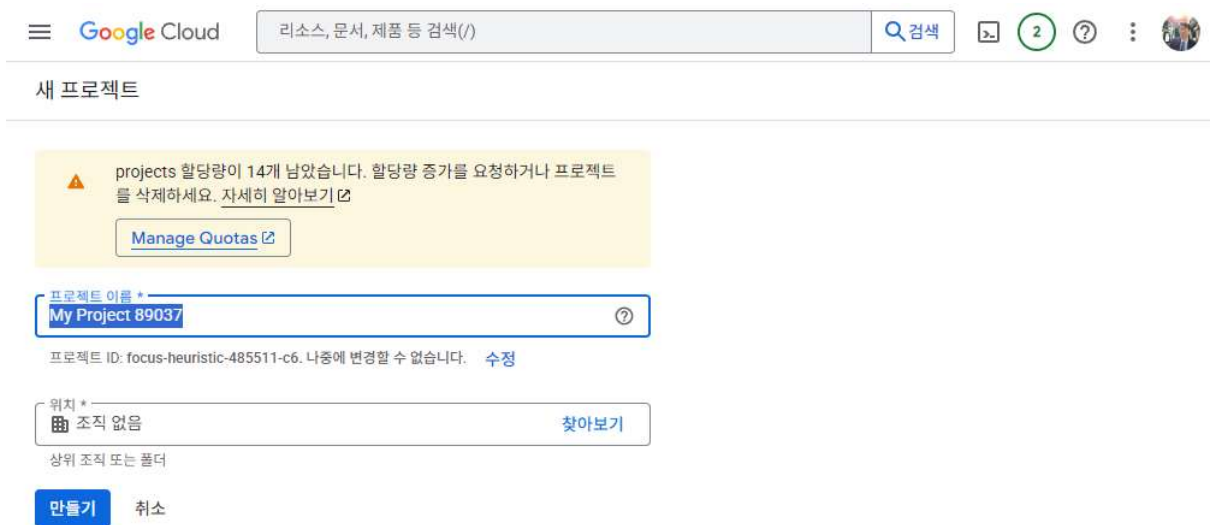 Google Cloud
리소스, 문서, 제품 등 검색(/)
검색
2
새 프로젝트
projects 할당량이 14개 남았습니다. 할당량 증가를 요청하거나 프로젝트
를 삭제하세요. 자세히 알아보기
Manage Quotas
프로젝트 이름 *
My Project 89037
프로젝트 ID: focus-heuristic-485511-c6. 나중에 변경할 수 없습니다. 수정
위치 *
조직 없음
찾아보기
상위 조직 또는 폴더
만들기 취소